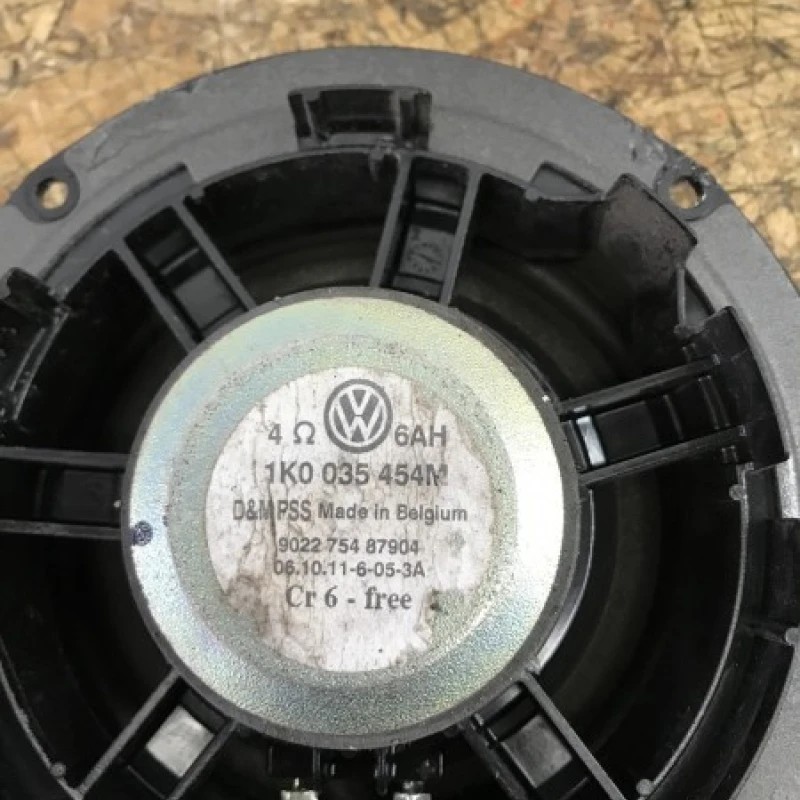 4 Ω VW 6AH
1K0 035 454M
D&M PSS Made in Belgium
9022 754 87904
06.10.11-6-05-3A
Cr 6 - free